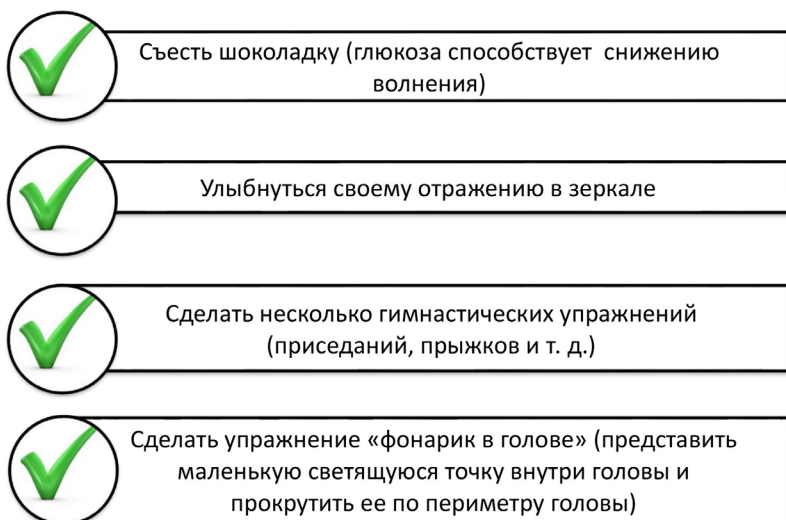 Съесть шоколадку (глюкоза способствует снижению
волнения)
Улыбнуться своему отражению в зеркале
Сделать несколько гимнастических упражнений
(приседаний, прыжков и т. д.)
Сделать упражнение «фонарик в голове» (представить
маленькую светящуюся точку внутри головы и
прокрутить ее по периметру головы)